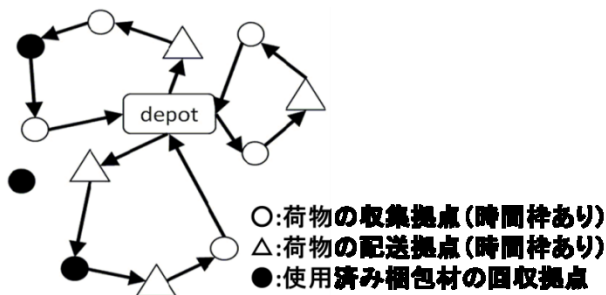 depot
○:荷物の収集拠点(時間枠あり)
△:荷物の配送拠点(時間枠あり)
●:使用済み梱包材の回収拠点